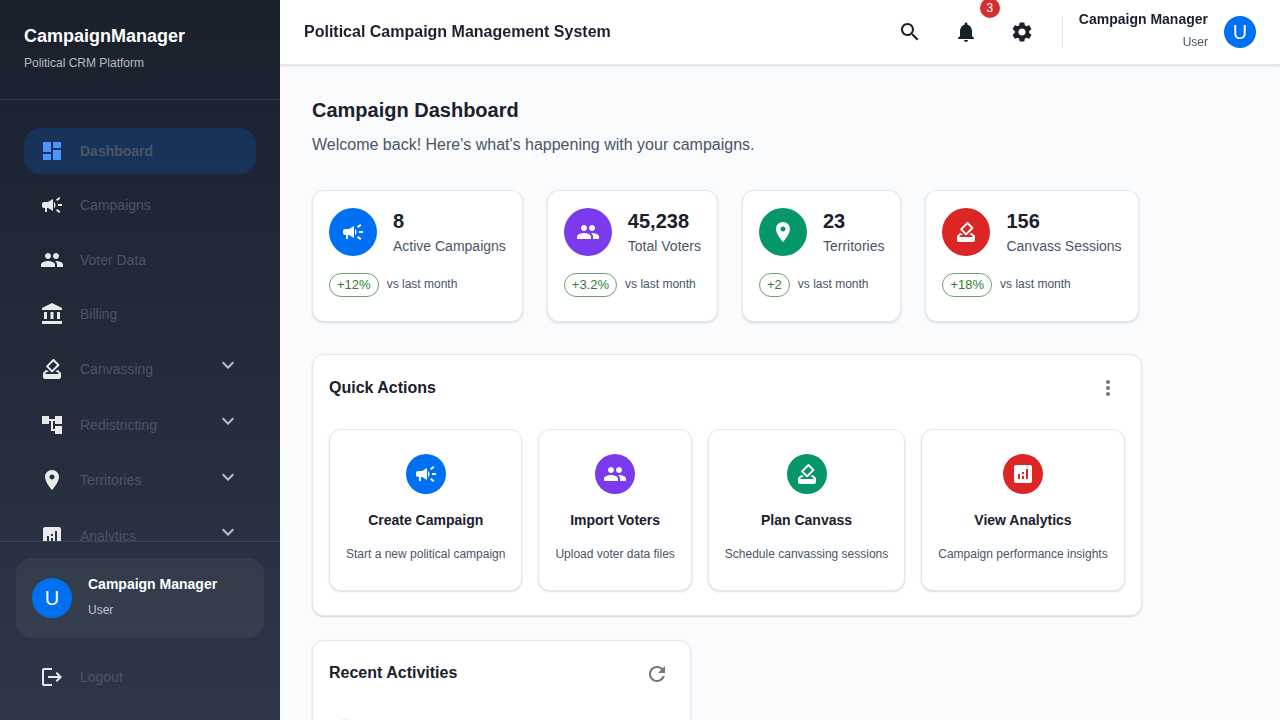 CampaignManager
Political CRM Platform
Dashboard
Campaigns
Voter Data
Billing
Canvassing
Redistricting
Territories
Analytics
U
Campaign Manager
User
Logout
Political Campaign Management System
3
Campaign Manager
User
U
Campaign Dashboard
Welcome back! Here's what's happening with your campaigns.
8
Active Campaigns
+12% vs last month
45,238
Total Voters
+3.2% vs last month
23
Territories
+2 vs last month
156
Canvass Sessions
+18% vs last month
Quick Actions
Create Campaign
Start a new political campaign
Import Voters
Upload voter data files
Plan Canvass
Schedule canvassing sessions
View Analytics
Campaign performance insights
Recent Activities